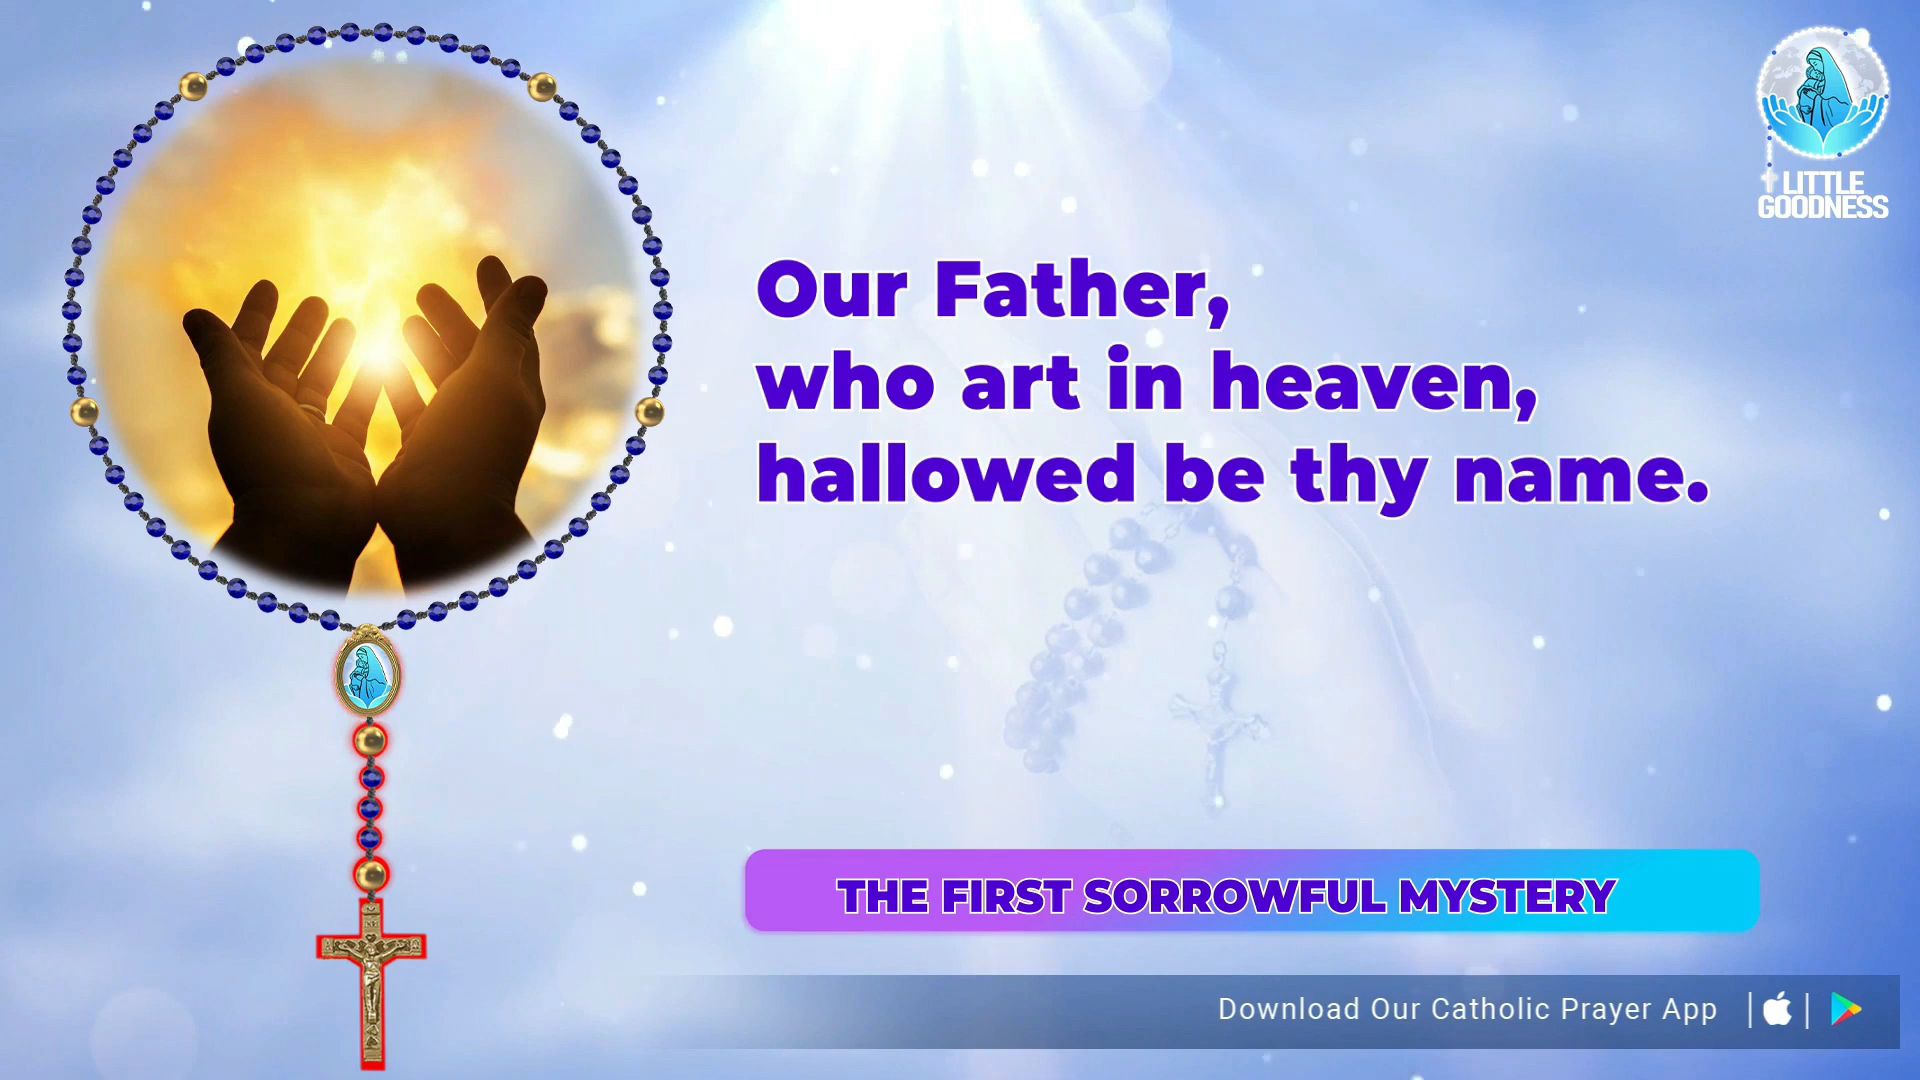 LITTLE
GOODNESS
Our Father,
who art in heaven,
hallowed be thy name.
THE FIRST SORROWFUL MYSTERY
Download Our Catholic Prayer App